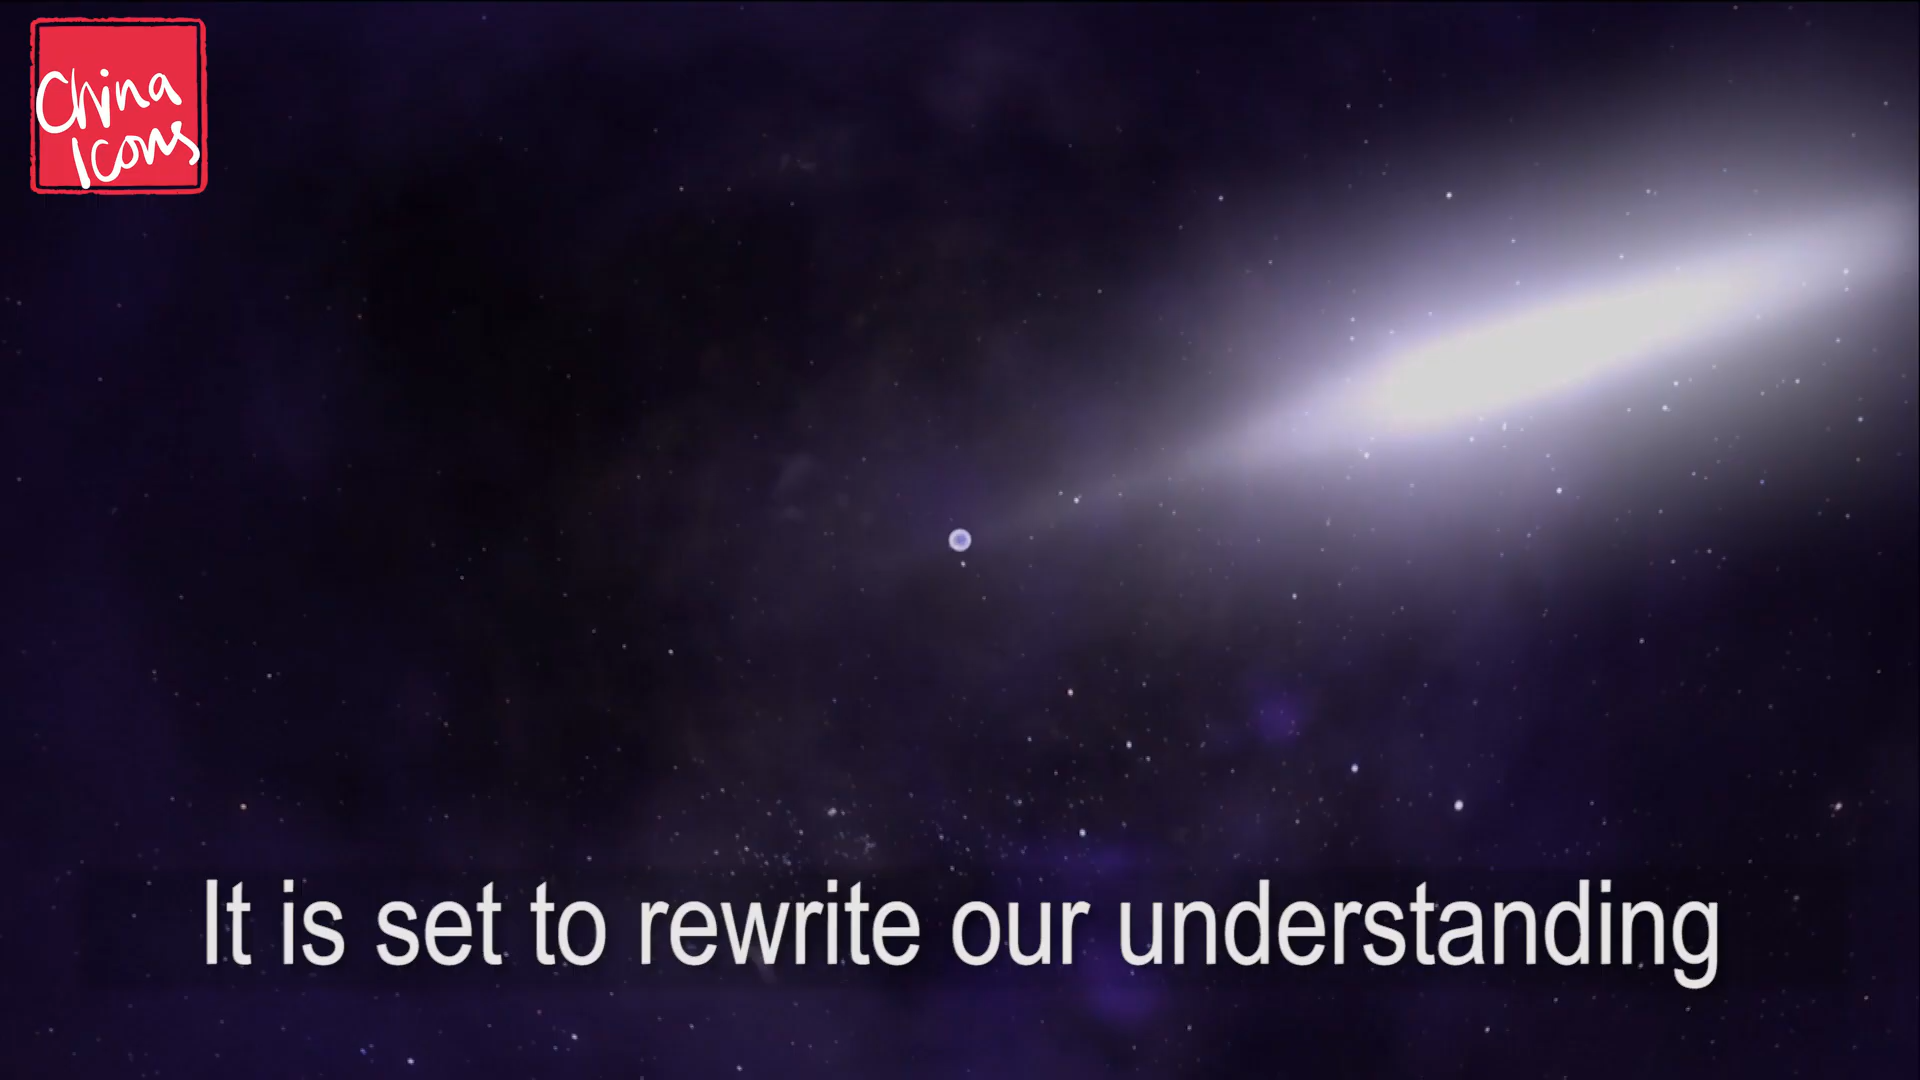 China
Icons
It is set to rewrite our understanding